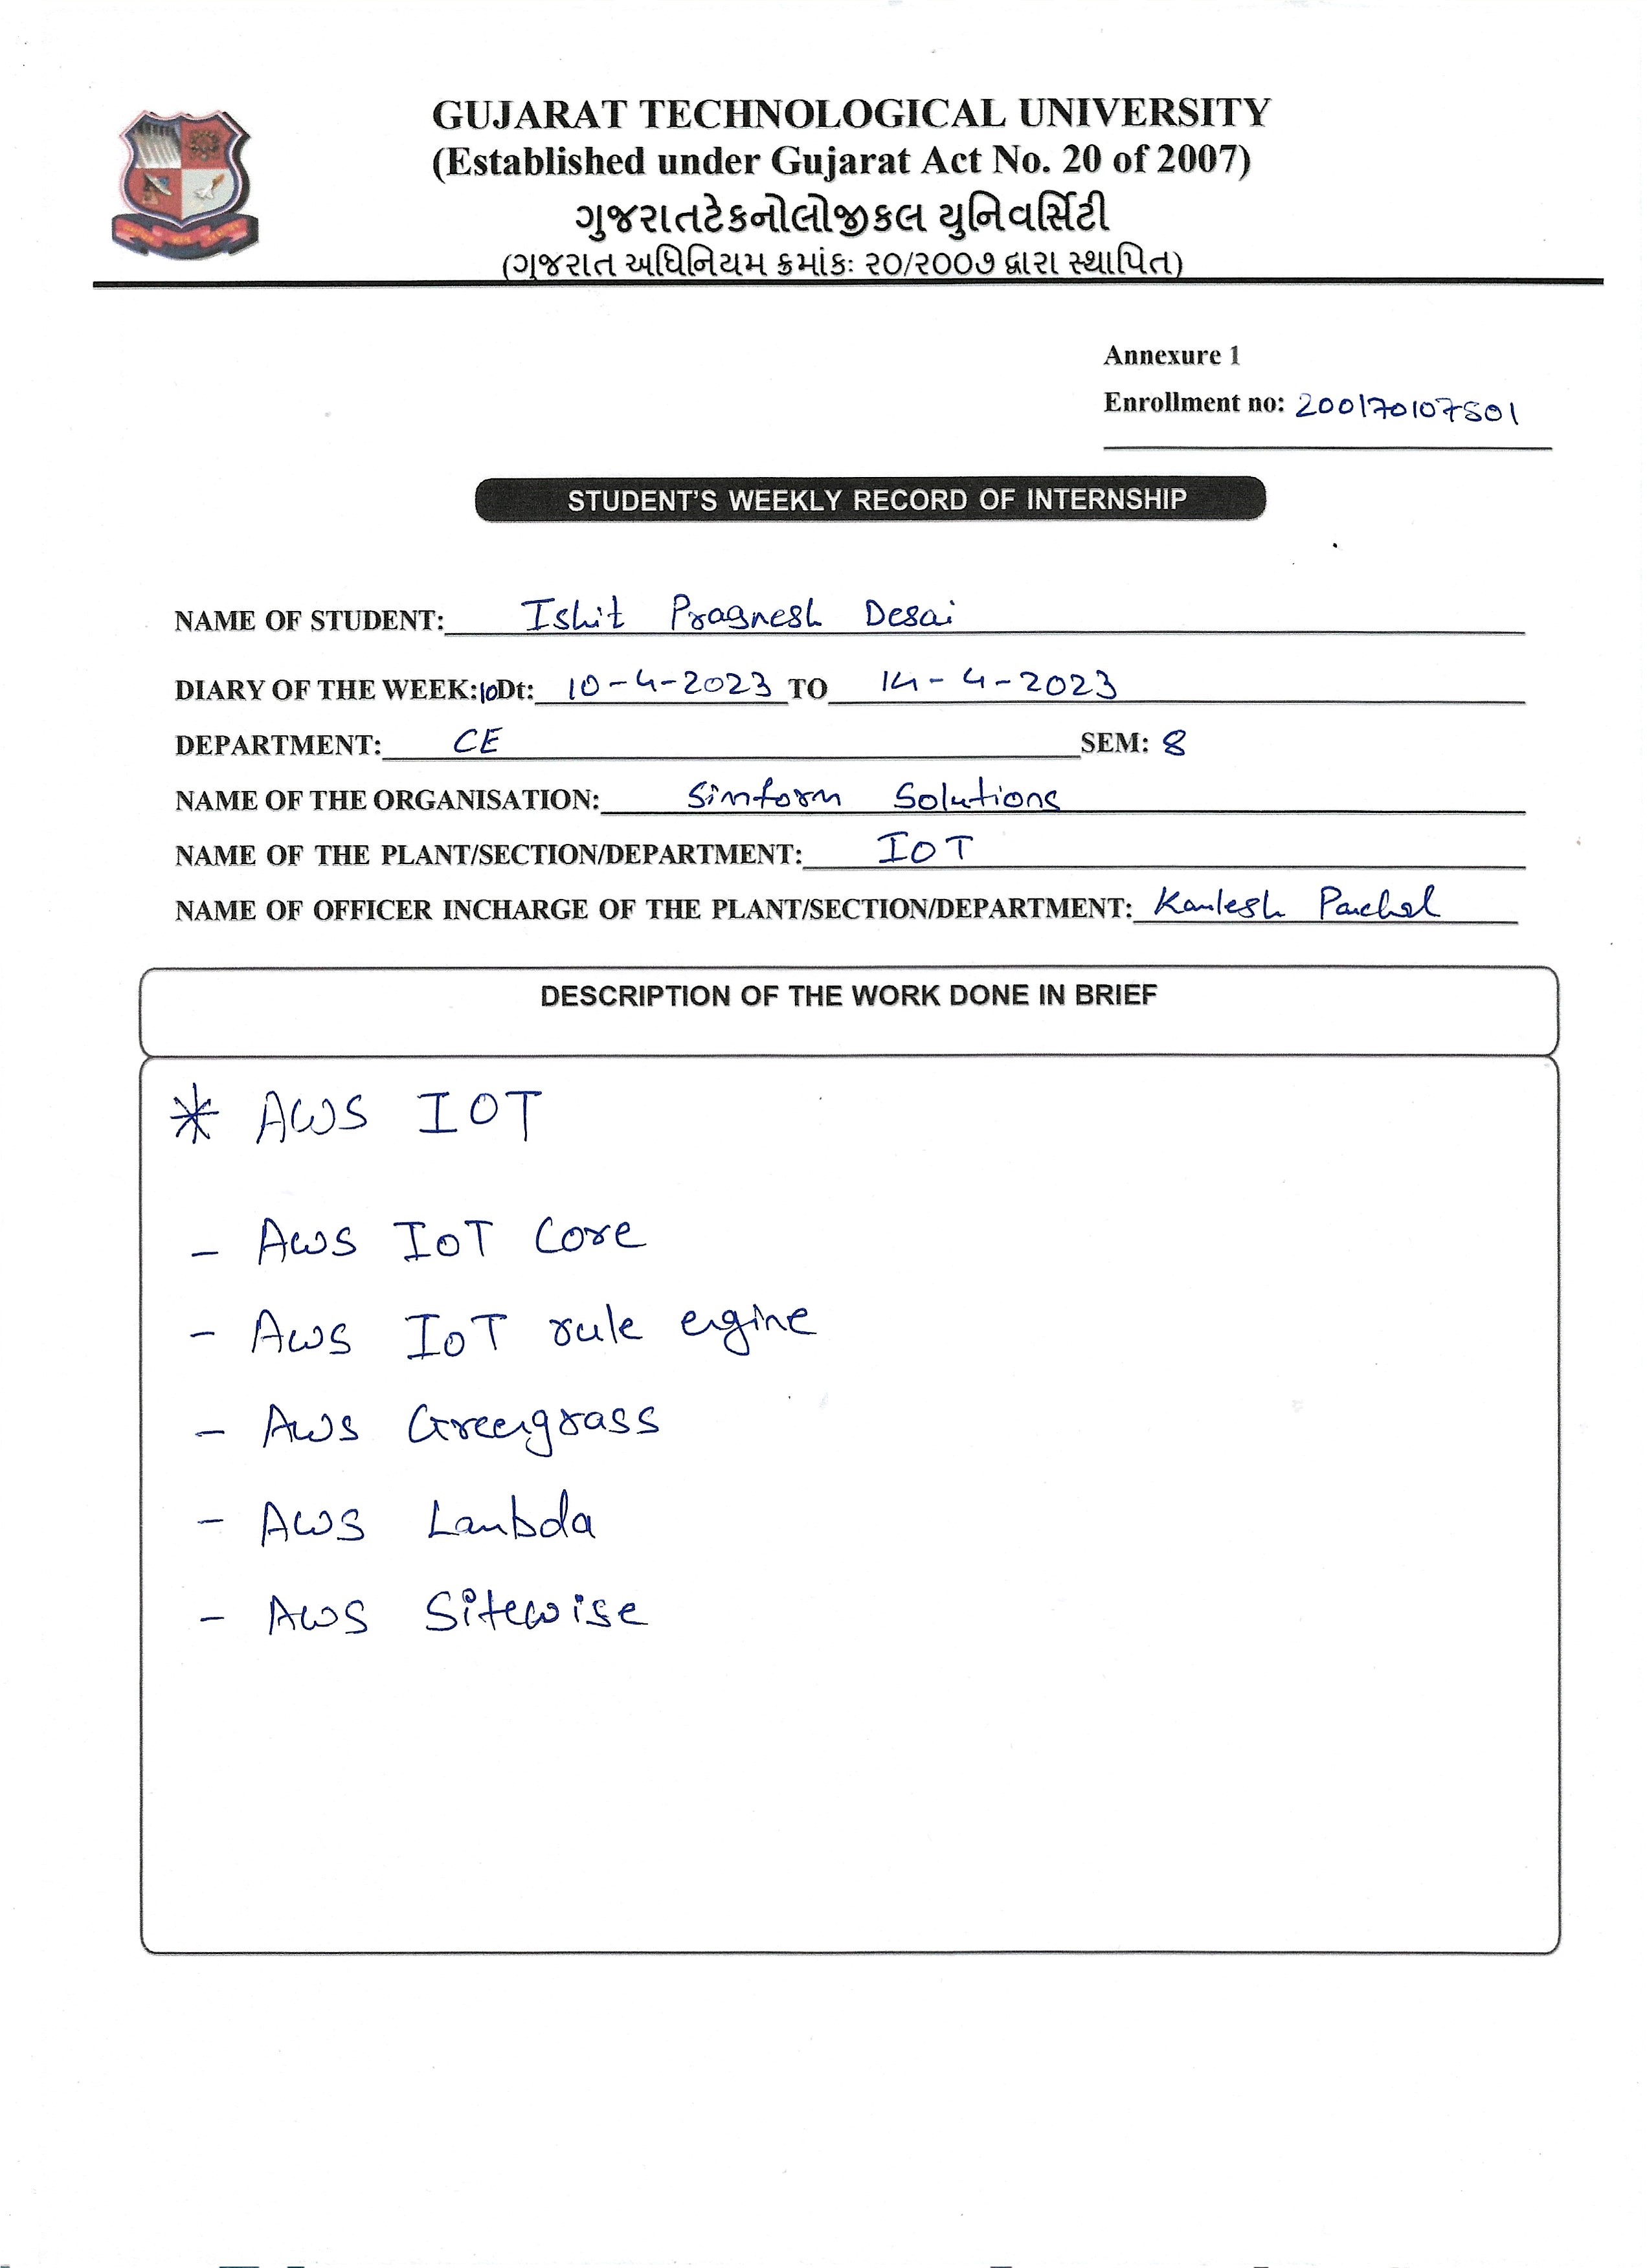 GUJARAT TECHNOLOGICAL UNIVERSITY
(Established under Gujarat Act No. 20 of 2007)
ગુજરાતટેકનોલોજીકલ યુનિવર્સિટી
(ગુજરાત અધિનિયમ ક્રમાંકઃ ૨૦/૨૦૦૭ દ્વારા સ્થાપિત)
Annexure 1
Enrollment no: 200170107501
STUDENT'S WEEKLY RECORD OF INTERNSHIP
NAME OF STUDENT: Ishit Pragnesh Desai
DIARY OF THE WEEK:10Dt: 10-4-2023 TO 14-4-2023
DEPARTMENT: CE SEM: 8
NAME OF THE ORGANISATION: Simform Solutions
NAME OF THE PLANT/SECTION/DEPARTMENT: IOT
NAME OF OFFICER INCHARGE OF THE PLANT/SECTION/DEPARTMENT:
DESCRIPTION OF THE WORK DONE IN BRIEF
* AWS IOT
- AWS IOT Core
- AWS IOT rule engine
- AWS Greengrass
- AWS Lambda
- AWS Sitewise